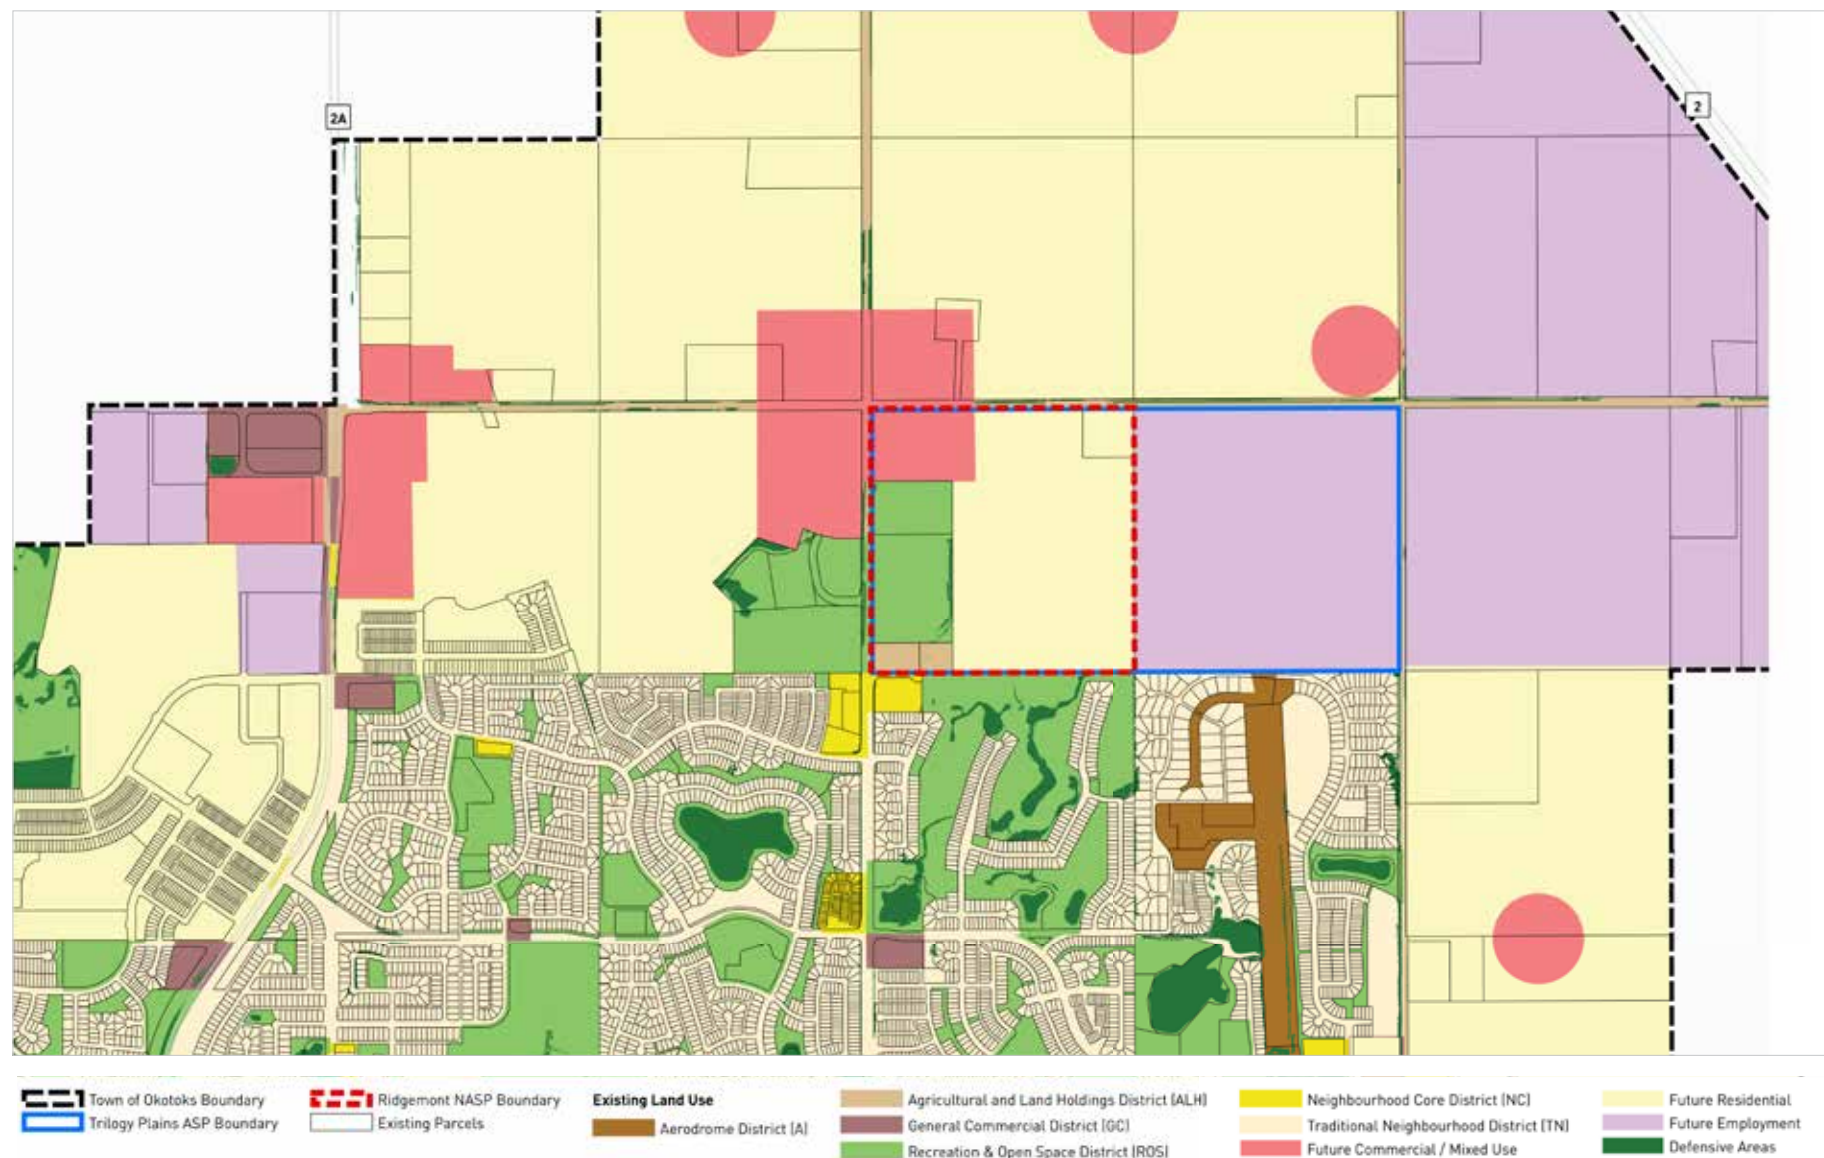 2A
2
Town of Okotoks Boundary
Trilogy Plains ASP Boundary
Ridgemont NASP Boundary
Existing Parcels
Existing Land Use
Aerodrome District (A)
Agricultural and Land Holdings District (ALH)
General Commercial District (GC)
Recreation & Open Space District (ROS)
Neighbourhood Core District (NC)
Traditional Neighbourhood District (TN)
Future Commercial / Mixed Use
Future Residential
Future Employment
Defensive Areas